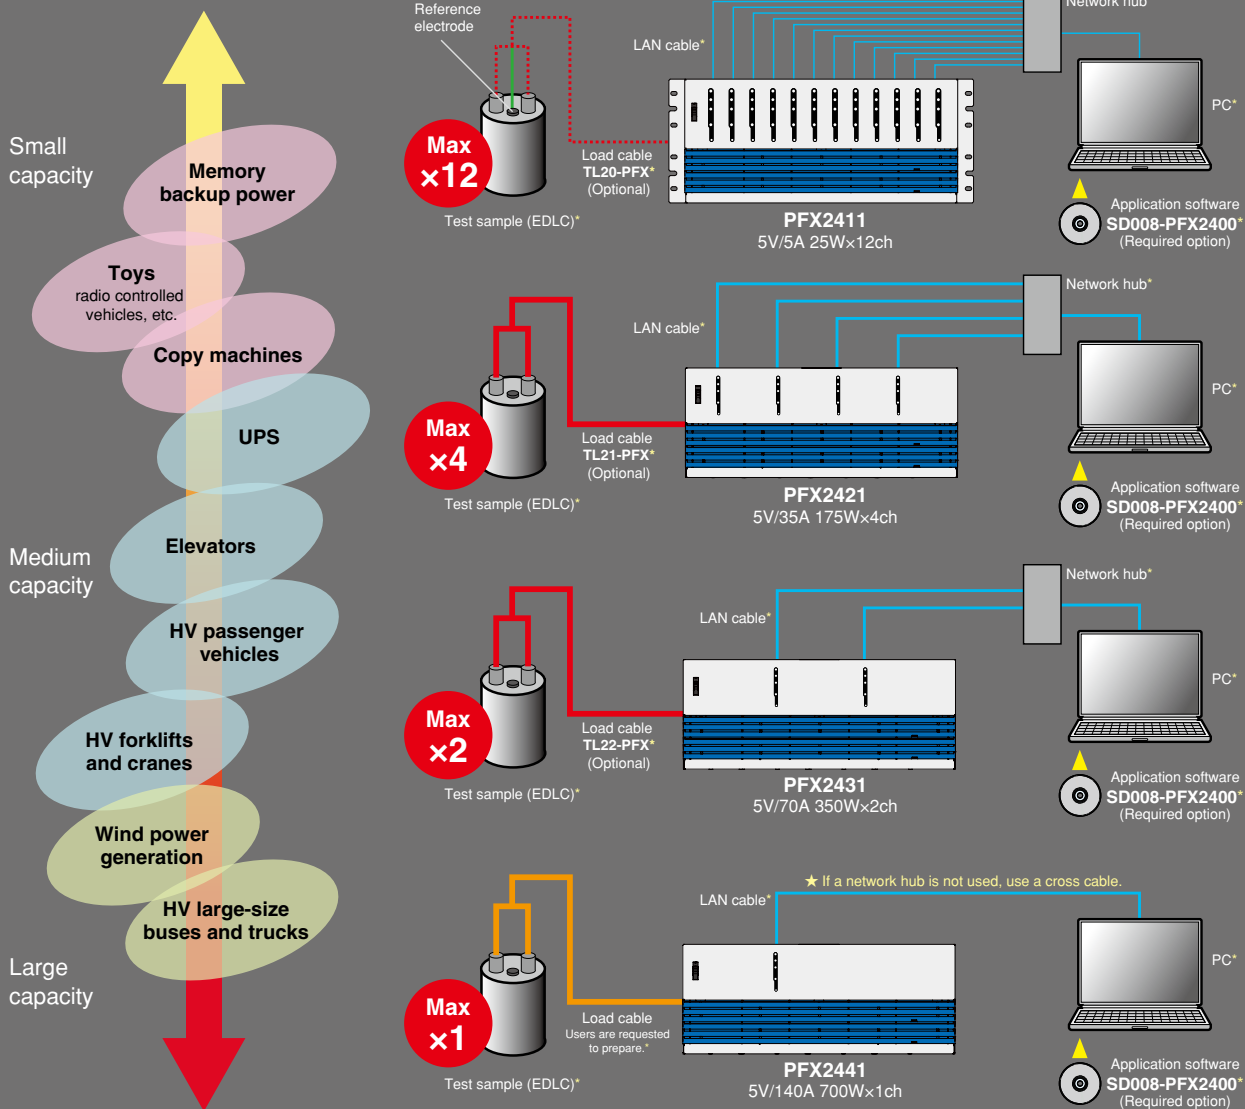 Small
capacity
Memory
backup power
Toys
radio controlled
vehicles, etc.
Copy machines
UPS
Medium
capacity
Elevators
HV passenger
vehicles
HV forklifts
and cranes
Wind power
generation
HV large-size
buses and trucks
Large
capacity
Reference
electrode
LAN cable*
Network hub
PC*
Max
×12
Load cable
TL20-PFX*
(Optional)
Test sample (EDLC)*
PFX2411
5V/5A 25W×12ch
Application software
SD008-PFX2400*
(Required option)
LAN cable*
Network hub*
PC*
Max
×4
Load cable
TL21-PFX*
(Optional)
Test sample (EDLC)*
PFX2421
5V/35A 175W×4ch
Application software
SD008-PFX2400*
(Required option)
LAN cable*
Network hub*
PC*
Max
×2
Load cable
TL22-PFX*
(Optional)
Test sample (EDLC)*
PFX2431
5V/70A 350W×2ch
Application software
SD008-PFX2400*
(Required option)
★ If a network hub is not used, use a cross cable.
LAN cable*
PC*
Max
×1
Load cable
Users are requested
to prepare.*
Test sample (EDLC)*
PFX2441
5V/140A 700W×1ch
Application software
SD008-PFX2400*
(Required option)